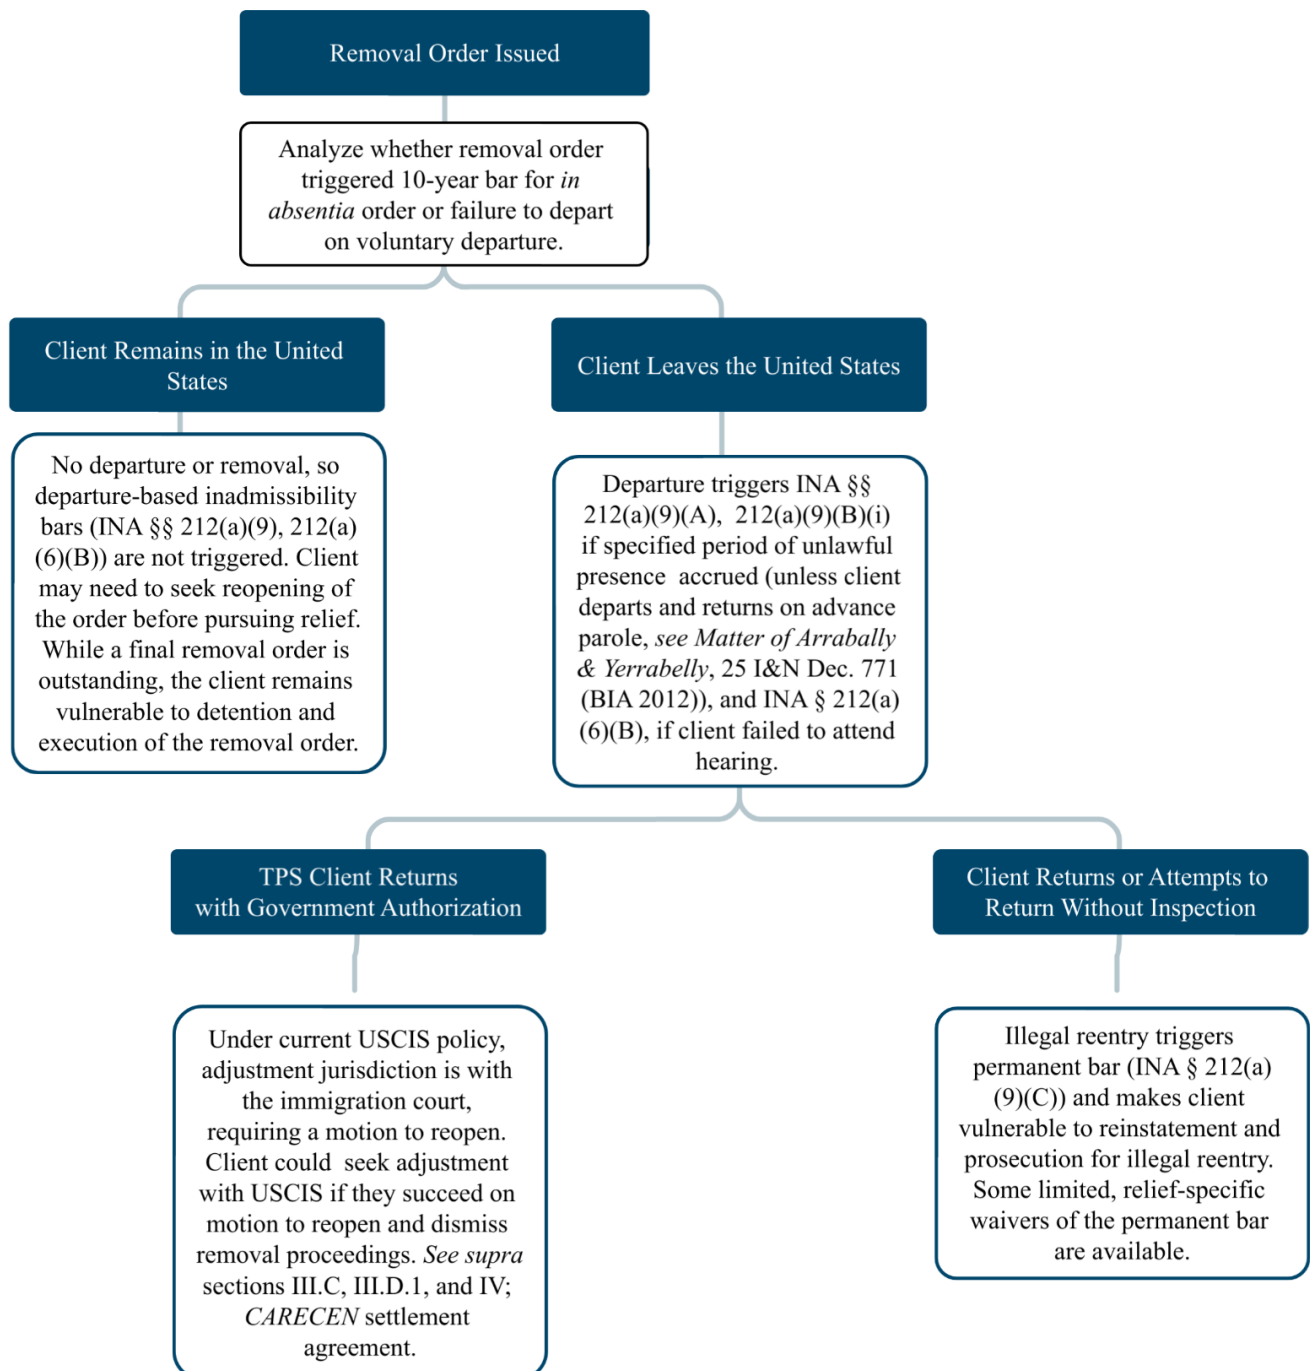 Removal Order Issued
Analyze whether removal order
triggered 10-year bar for in
absentia order or failure to depart
on voluntary departure.
Client Remains in the United
States
No departure or removal, so
departure-based inadmissibility
bars (INA §§ 212(a)(9), 212(a)
(6)(B)) are not triggered. Client
may need to seek reopening of
the order before pursuing relief.
While a final removal order is
outstanding, the client remains
vulnerable to detention and
execution of the removal order.
Client Leaves the United States
Departure triggers INA §§
212(a)(9)(A), 212(a)(9)(B)(i)
if specified period of unlawful
presence accrued (unless client
departs and returns on advance
parole, see Matter of Arrabally
& Yerrabelly, 25 I&N Dec. 771
(BIA 2012)), and INA § 212(a)
(6)(B), if client failed to attend
hearing.
TPS Client Returns
with Government Authorization
Under current USCIS policy,
adjustment jurisdiction is with
the immigration court,
requiring a motion to reopen.
Client could seek adjustment
with USCIS if they succeed on
motion to reopen and dismiss
removal proceedings. See supra
sections III.C, III.D.1, and IV;
CARECEN settlement
agreement.
Client Returns or Attempts to
Return Without Inspection
Illegal reentry triggers
permanent bar (INA § 212(a)
(9)(C)) and makes client
vulnerable to reinstatement and
prosecution for illegal reentry.
Some limited, relief-specific
waivers of the permanent bar
are available.